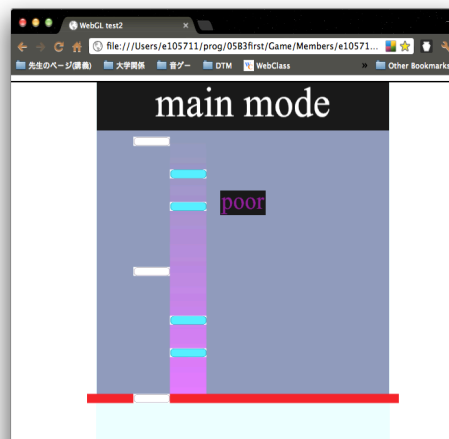 WebGL test2
file:///Users/e105711/prog/05B3first/Game/Members/e10571...
先生のページ(講義) 大学関係 音ゲー DTM WebClass » Other Bookmarks
main mode
poor